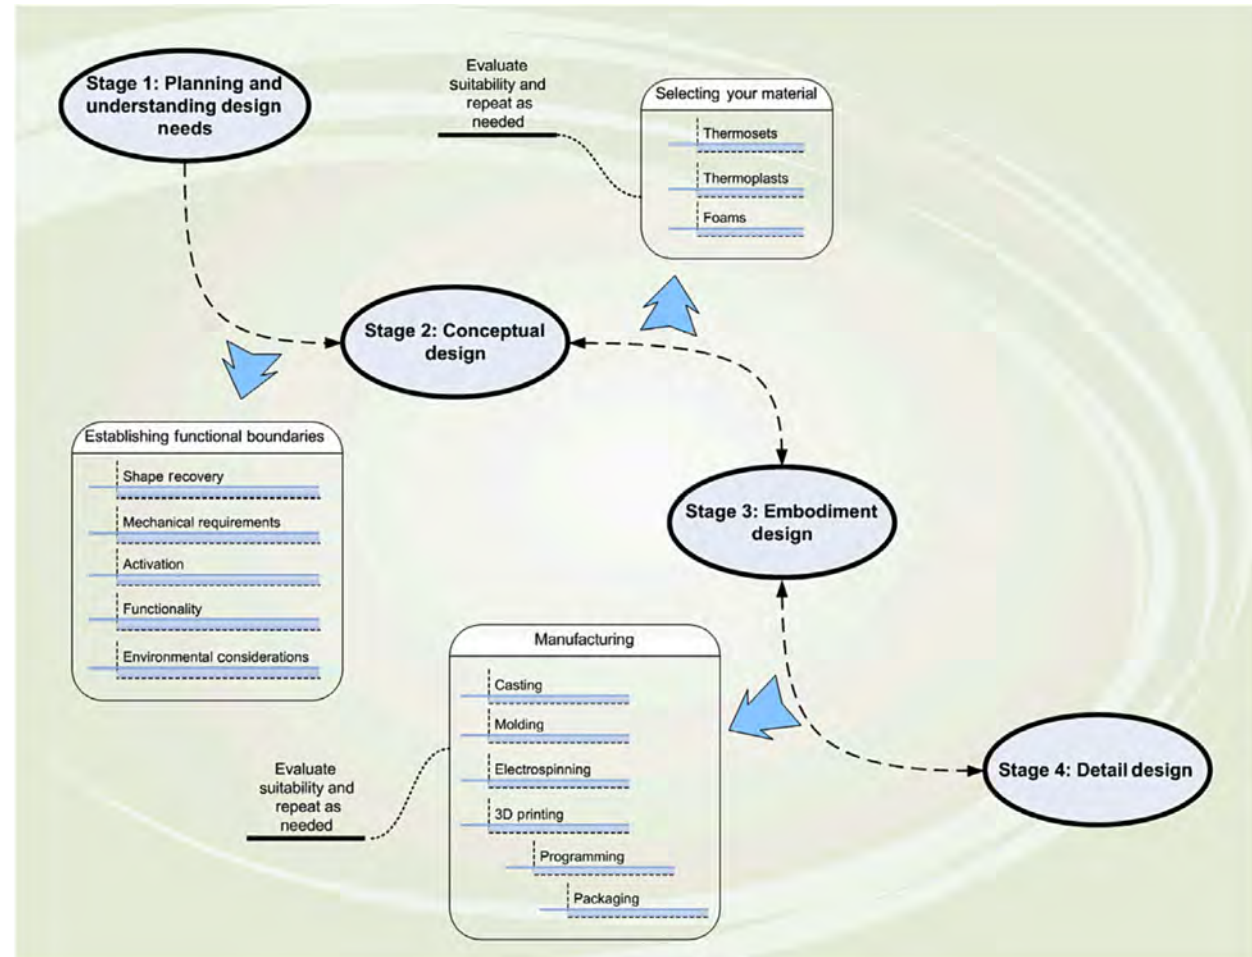 Stage 1: Planning and
understanding design
needs
Evaluate
suitability and
repeat as
needed
Selecting your material
Thermosets
Thermoplasts
Foams
Stage 2: Conceptual
design
Establishing functional boundaries
Shape recovery
Mechanical requirements
Activation
Functionality
Environmental considerations
Stage 3: Embodiment
design
Manufacturing
Casting
Molding
Electrospinning
3D printing
Programming
Packaging
Evaluate
suitability and
repeat as
needed
Stage 4: Detail design